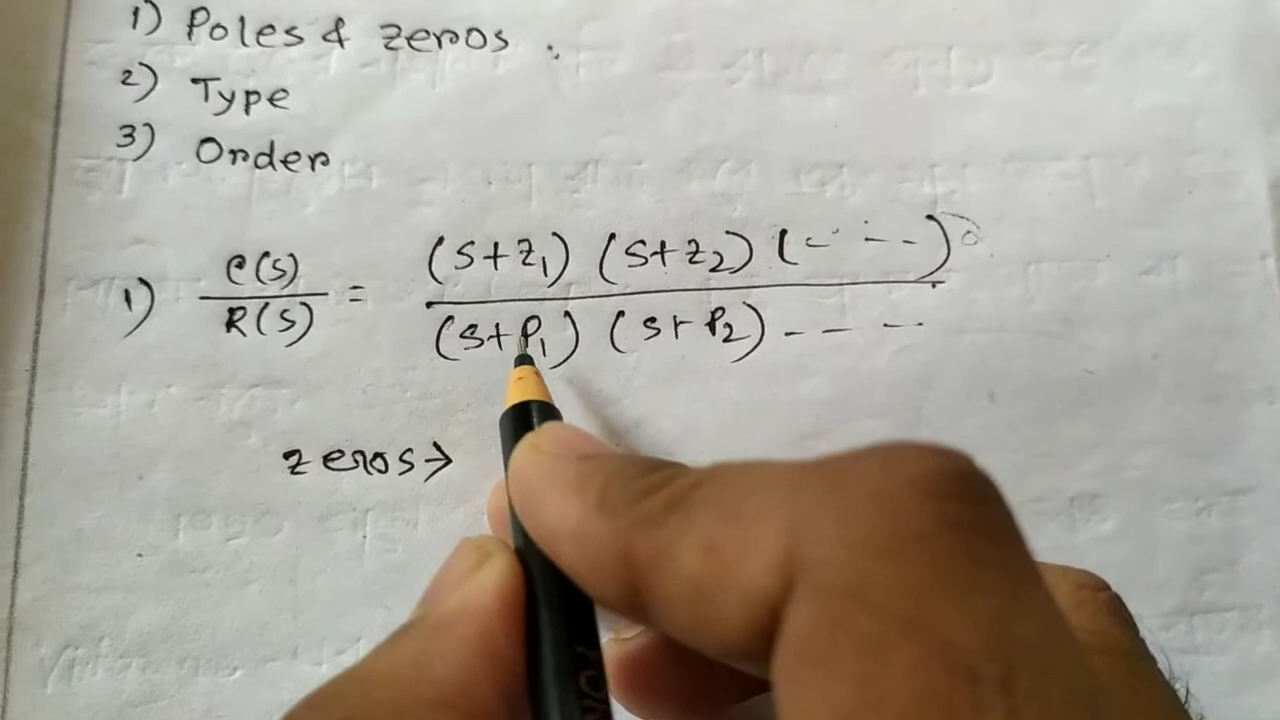 1) Poles & zeros :
2) Type
3) Order
1) C(s)/R(s) = (s+z₁) (s+z₂) (- - - -)
(s+P₁) (s+P₂) - - - -
zeros→